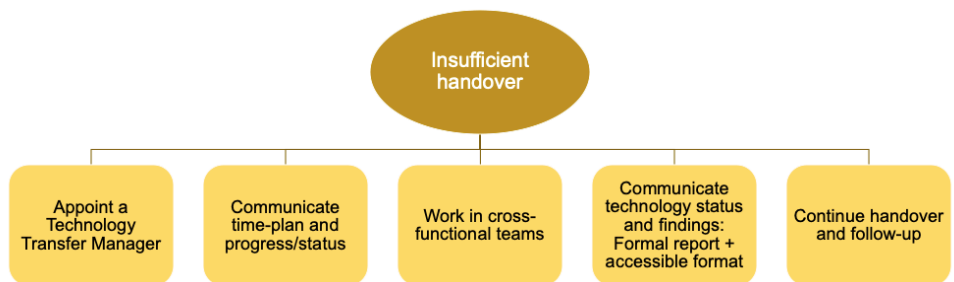 Insufficient
handover
Appoint a
Technology
Transfer Manager
Communicate
time-plan and
progress/status
Work in cross-
functional teams
Communicate
technology status
and findings:
Formal report +
accessible format
Continue handover
and follow-up